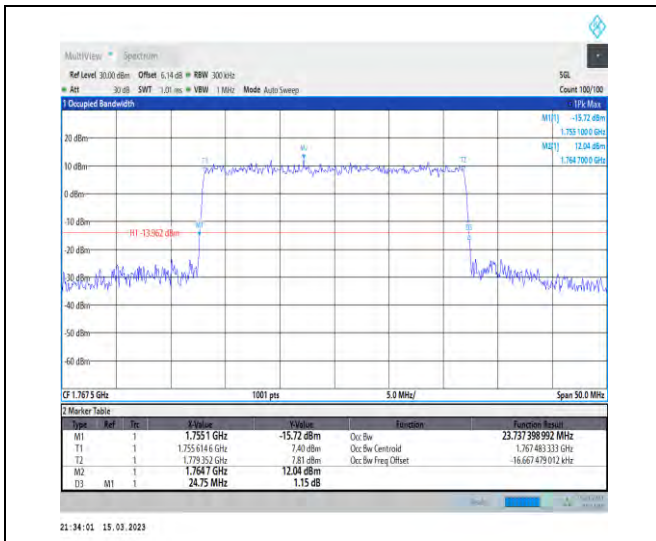 MultiView Spectrum
Ref Level 30.00 dBm Offset 6.14 dB RBW 300 kHz SGL
Att 30 dB SWT 1.01 ms VBW 1 MHz Mode Auto Sweep Count 100/100
1 Occupied Bandwidth 1Pk Max
M1[1] -15.72 dBm
1.755 100 0 GHz
M2[1] 12.04 dBm
1.764 700 0 GHz
20 dBm
10 dBm
0 dBm
-10 dBm
-20 dBm
-30 dBm
-40 dBm
-50 dBm
-60 dBm
T1
M2
T2
M1
D3
H1 -13.962 dBm
CF 1.767 5 GHz 1001 pts 5.0 MHz/ Span 50.0 MHz
2 Marker Table
Type Ref Trc X-Value Y-Value Function Function Result
M1 1 1.755 1 GHz -15.72 dBm Occ Bw 23.737 398 992 MHz
T1 1 1.755 614 6 GHz 7.40 dBm Occ Bw Centroid 1.767 483 333 GHz
T2 1 1.779 352 GHz 7.81 dBm Occ Bw Freq Offset -16.667 479 012 kHz
M2 1 1.764 7 GHz 12.04 dBm
D3 M1 1 24.75 MHz 1.15 dB
21:34:01 15.03.2023